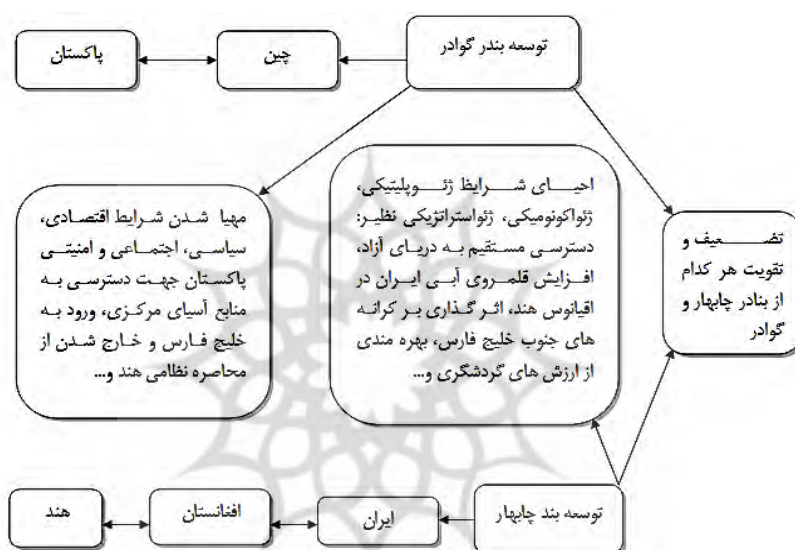 توسعه بندر گوادر
چین
پاکستان
احیای شرایط ژئوپلیتیکی،
ژئواکونومیکی، ژئواستراتژیکی نظیر:
دسترسی مستقیم به دریای آزاد،
افزایش قلمروی آبی ایران در
اقیانوس هند، اثر گذاری بر کرانه
های جنوب خلیج فارس، بهره مندی
از ارزش های گردشگری و...
مهیا شدن شرایط اقتصادی،
سیاسی، اجتماعی و امنیتی
پاکستان جهت دسترسی به
منابع آسیای مرکزی، ورود به
خلیج فارس و خارج شدن از
محاصره نظامی هند و...
تضعیف و
تقویت هر کدام
از بنادر چابهار و
گوادر
توسعه بند چابهار
ایران
افغانستان
هند